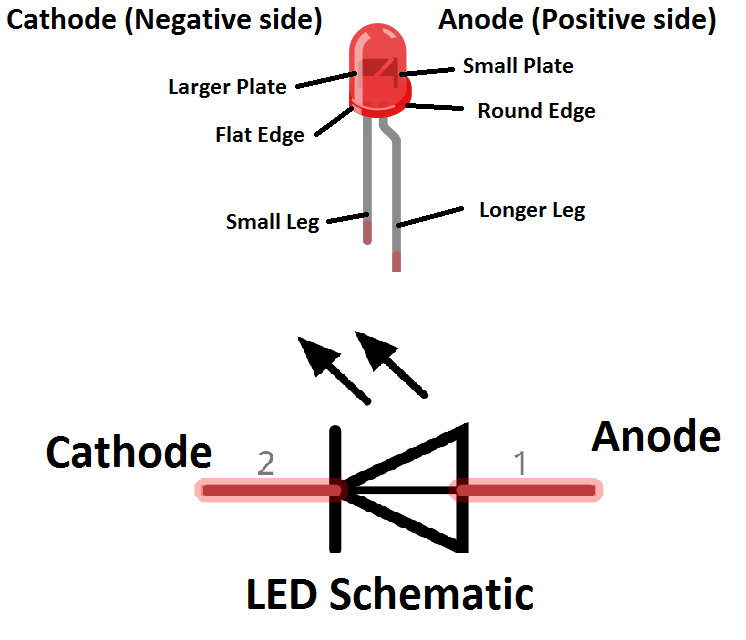 Cathode (Negative side)
Anode (Positive side)
Larger Plate
Small Plate
Flat Edge
Round Edge
Small Leg
Longer Leg
Cathode
2
1
Anode
LED Schematic